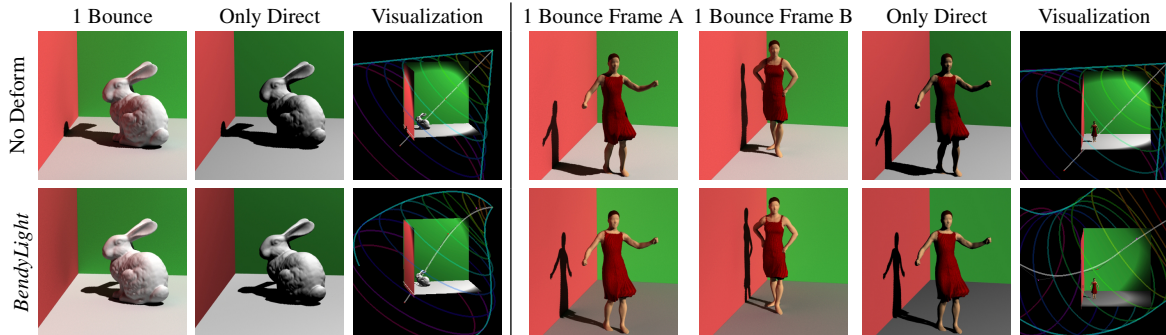 1 Bounce Only Direct Visualization 1 Bounce Frame A 1 Bounce Frame B Only Direct Visualization
No Deform
BendyLight